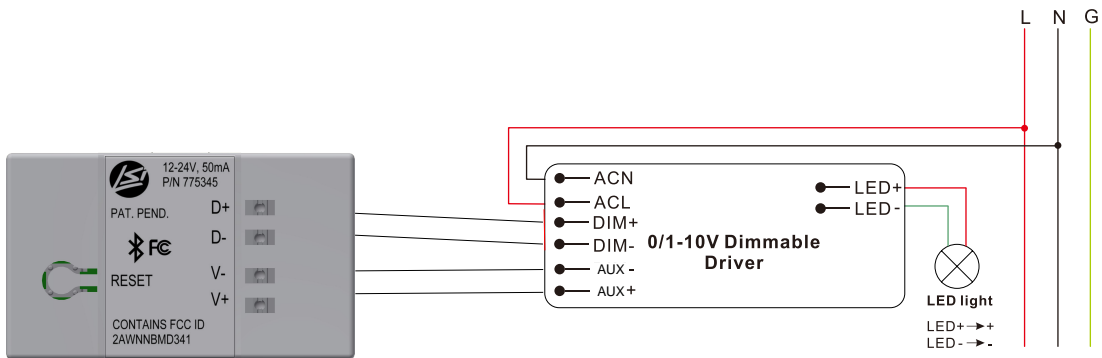 L N G
12-24V, 50mA
P/N 775345
PAT. PEND.
D+
D-
FC
RESET
V-
V+
CONTAINS FCC ID
2AWNNBMD341
ACN
ACL
DIM+
DIM-
AUX -
AUX+
0/1-10V Dimmable
Driver
LED+
LED-
LED light
LED+→+
LED-→-